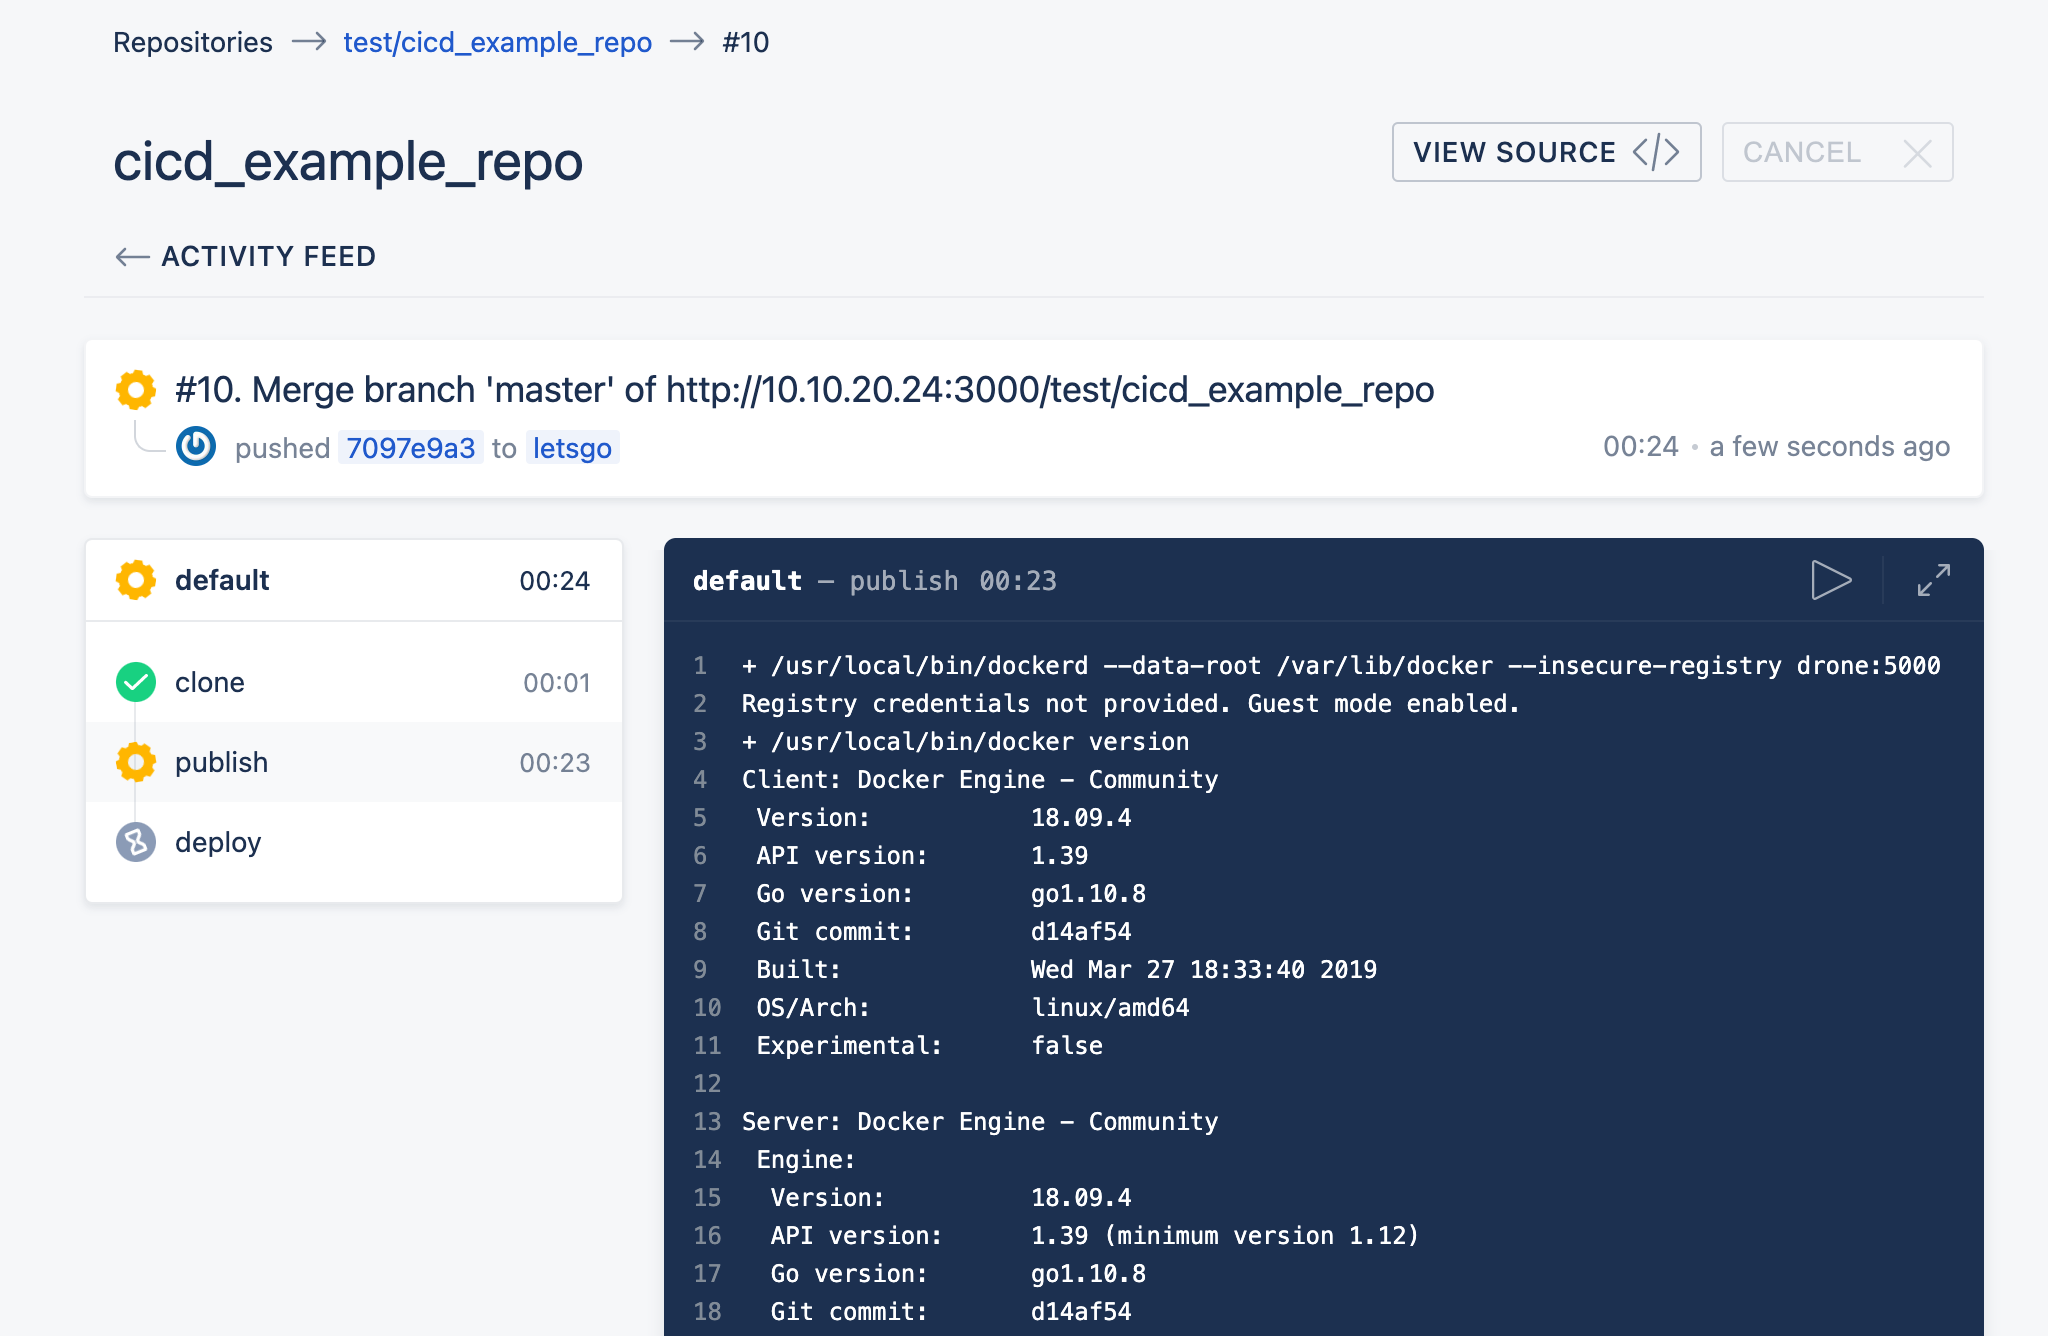 Repositories → test/cicd_example_repo → #10
cicd_example_repo
VIEW SOURCE </>
CANCEL
← ACTIVITY FEED
#10. Merge branch 'master' of http://10.10.20.24:3000/test/cicd_example_repo
pushed 7097e9a3 to letsgo
00:24 • a few seconds ago
default 00:24
clone 00:01
publish 00:23
deploy
default — publish 00:23
1 + /usr/local/bin/dockerd --data-root /var/lib/docker --insecure-registry drone:5000
2 Registry credentials not provided. Guest mode enabled.
3 + /usr/local/bin/docker version
4 Client: Docker Engine - Community
5 Version: 18.09.4
6 API version: 1.39
7 Go version: go1.10.8
8 Git commit: d14af54
9 Built: Wed Mar 27 18:33:40 2019
10 OS/Arch: linux/amd64
11 Experimental: false
12
13 Server: Docker Engine - Community
14 Engine:
15 Version: 18.09.4
16 API version: 1.39 (minimum version 1.12)
17 Go version: go1.10.8
18 Git commit: d14af54